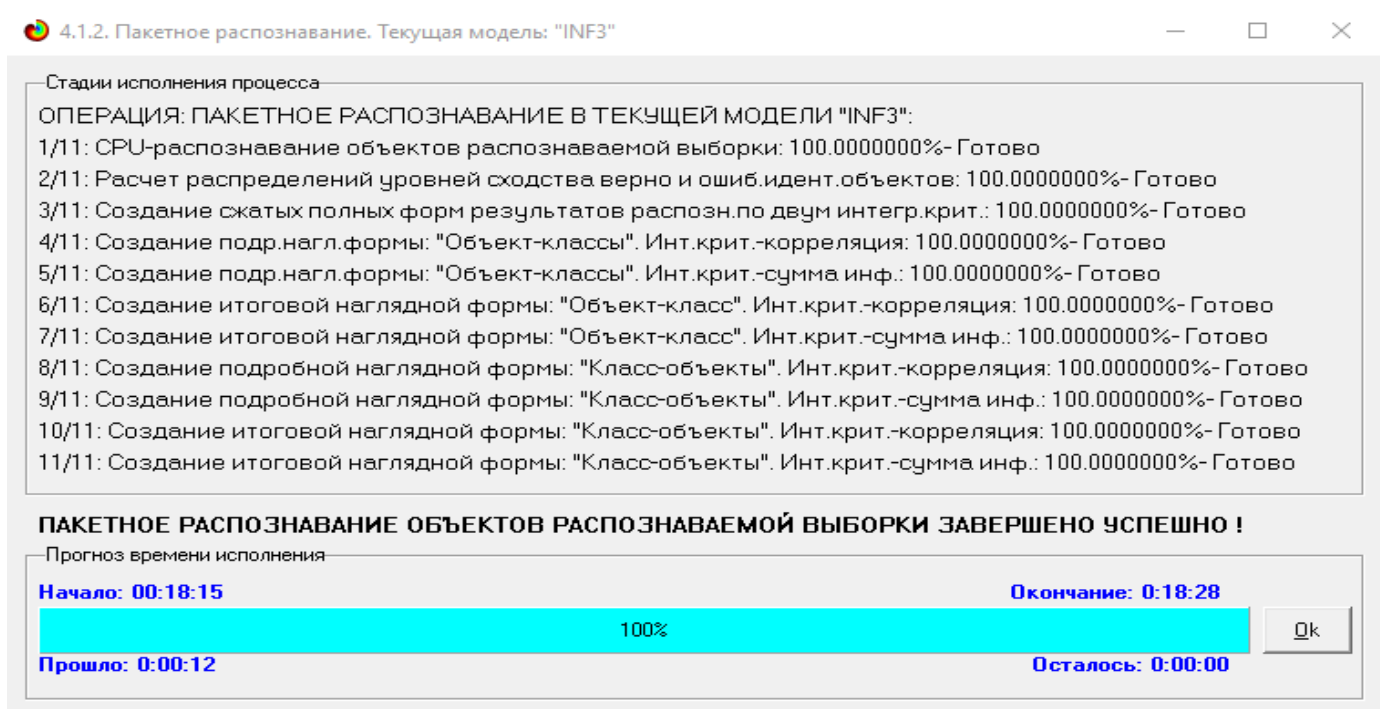 4.1.2. Пакетное распознавание. Текущая модель: "INF3"
Стадии исполнения процесса
ОПЕРАЦИЯ: ПАКЕТНОЕ РАСПОЗНАВАНИЕ В ТЕКУЩЕЙ МОДЕЛИ "INF3":
1/11: CPU-распознавание объектов распознаваемой выборки: 100.0000000%- Готово
2/11: Расчет распределений уровней сходства верно и ошиб.идент.объектов: 100.0000000%- Готово
3/11: Создание сжатых полных форм результатов распозн.по двум интегр.крит.: 100.0000000%- Готово
4/11: Создание подр.нагл.формы: "Объект-классы". Инт.крит.-корреляция: 100.0000000%- Готово
5/11: Создание подр.нагл.формы: "Объект-классы". Инт.крит.-сумма инф.: 100.0000000%- Готово
6/11: Создание итоговой наглядной формы: "Объект-класс". Инт.крит.-корреляция: 100.0000000%- Готово
7/11: Создание итоговой наглядной формы: "Объект-класс". Инт.крит.-сумма инф.: 100.0000000%- Готово
8/11: Создание подробной наглядной формы: "Класс-объекты". Инт.крит.-корреляция: 100.0000000%- Готово
9/11: Создание подробной наглядной формы: "Класс-объекты". Инт.крит.-сумма инф.: 100.0000000%- Готово
10/11: Создание итоговой наглядной формы: "Класс-объекты". Инт.крит.-корреляция: 100.0000000%- Готово
11/11: Создание итоговой наглядной формы: "Класс-объекты". Инт.крит.-сумма инф.: 100.0000000%- Готово
ПАКЕТНОЕ РАСПОЗНАВАНИЕ ОБЪЕКТОВ РАСПОЗНАВАЕМОЙ ВЫБОРКИ ЗАВЕРШЕНО УСПЕШНО !
Прогноз времени исполнения
Начало: 00:18:15 Окончание: 0:18:28
100% Ok
Прошло: 0:00:12 Осталось: 0:00:00